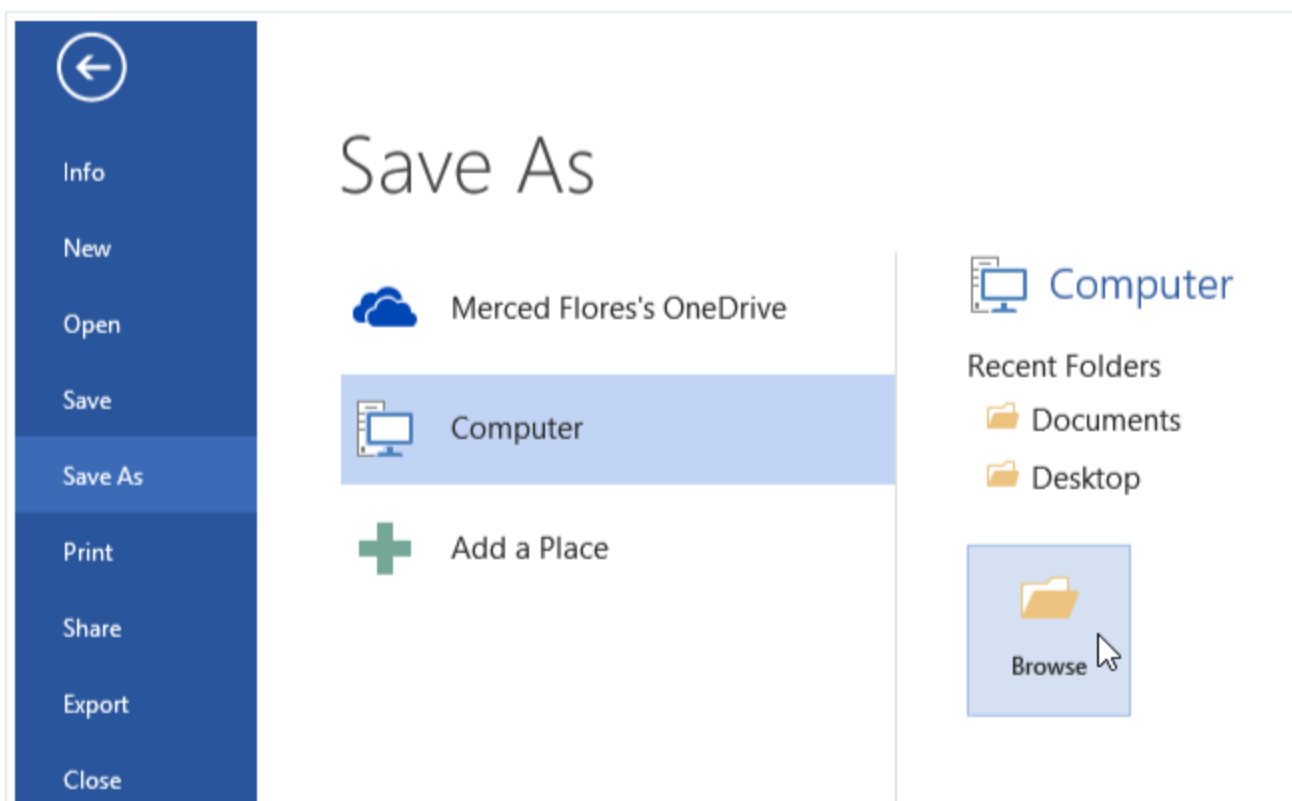 Info
New
Open
Save
Save As
Print
Share
Export
Close
Save As
Merced Flores's OneDrive
Computer
Add a Place
Computer
Recent Folders
Documents
Desktop
Browse